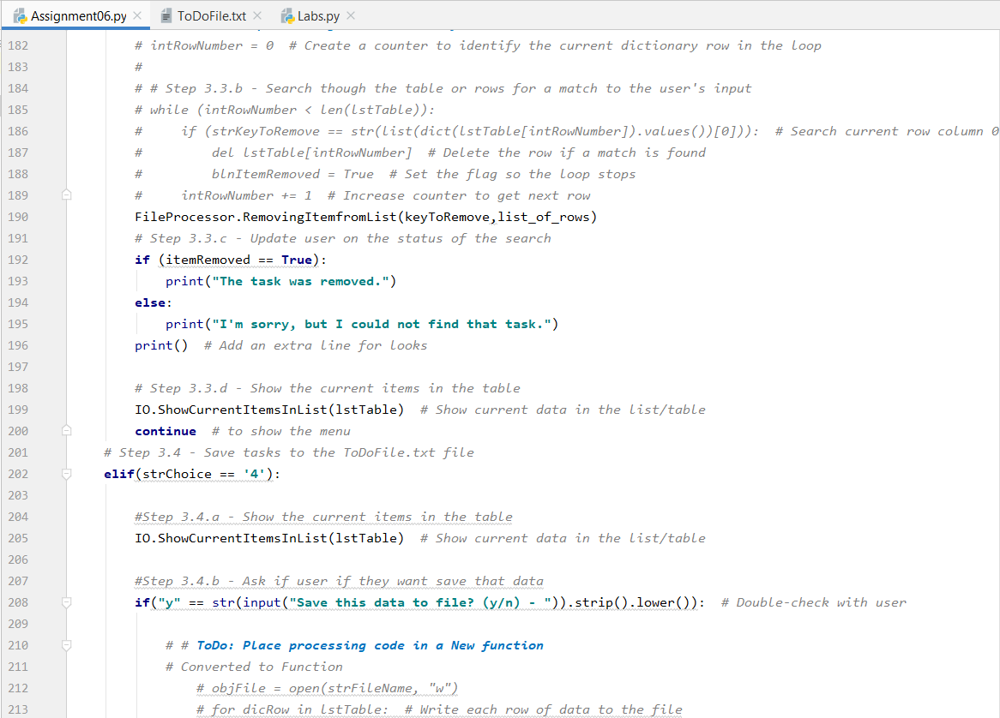 Assignment06.py ToDoFile.txt Labs.py
182 # intRowNumber = 0  # Create a counter to identify the current dictionary row in the loop
183 #
184 # # Step 3.3.b - Search though the table or rows for a match to the user's input
185 # while (intRowNumber < len(lstTable)):
186 #     if (strKeyToRemove == str(list(dict(lstTable[intRowNumber]).values())[0])):  # Search current row column 0
187 #         del lstTable[intRowNumber]  # Delete the row if a match is found
188 #         blnItemRemoved = True  # Set the flag so the loop stops
189 #     intRowNumber += 1  # Increase counter to get next row
190 FileProcessor.RemovingItemfromList(keyToRemove,list_of_rows)
191 # Step 3.3.c - Update user on the status of the search
192 if (itemRemoved == True):
193     print("The task was removed.")
194 else:
195     print("I'm sorry, but I could not find that task.")
196 print()  # Add an extra line for looks
197
198 # Step 3.3.d - Show the current items in the table
199 IO.ShowCurrentItemsInList(lstTable)  # Show current data in the list/table
200 continue  # to show the menu
201 # Step 3.4 - Save tasks to the ToDoFile.txt file
202 elif(strChoice == '4'):
203
204 #Step 3.4.a - Show the current items in the table
205 IO.ShowCurrentItemsInList(lstTable)  # Show current data in the list/table
206
207 #Step 3.4.b - Ask if user if they want save that data
208 if("y" == str(input("Save this data to file? (y/n) - ")).strip().lower()):  # Double-check with user
209
210 # # ToDo: Place processing code in a New function
211 # Converted to Function
212 # objFile = open(strFileName, "w")
213 # for dicRow in lstTable:  # Write each row of data to the file